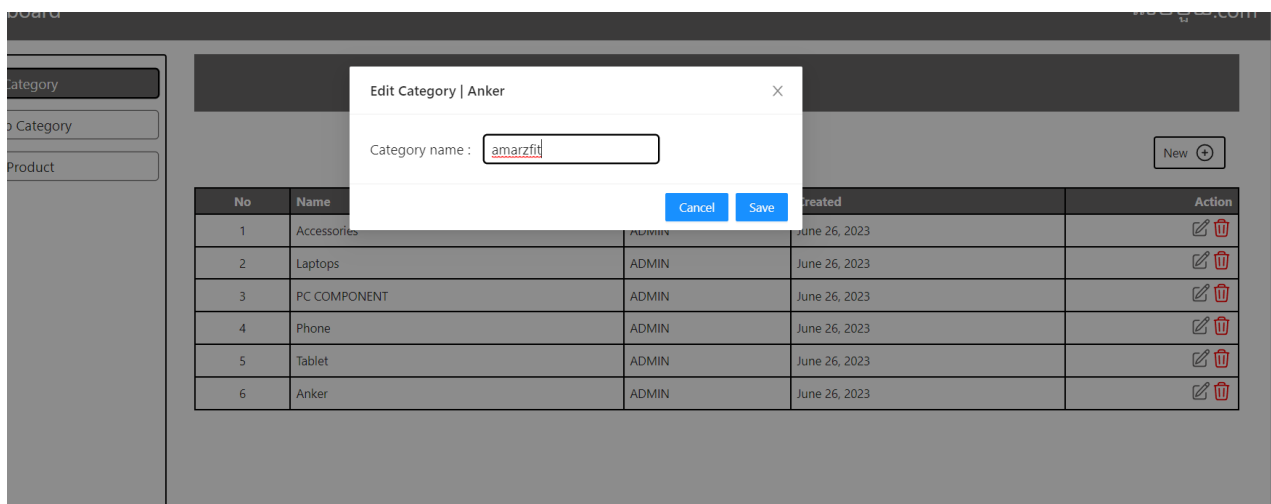 Edit Category | Anker
Category
Category
Product
Category name : amarzfit
New
Cancel Save
No Name Created Action
1 Accessories ADMIN June 26, 2023
2 Laptops ADMIN June 26, 2023
3 PC COMPONENT ADMIN June 26, 2023
4 Phone ADMIN June 26, 2023
5 Tablet ADMIN June 26, 2023
6 Anker ADMIN June 26, 2023